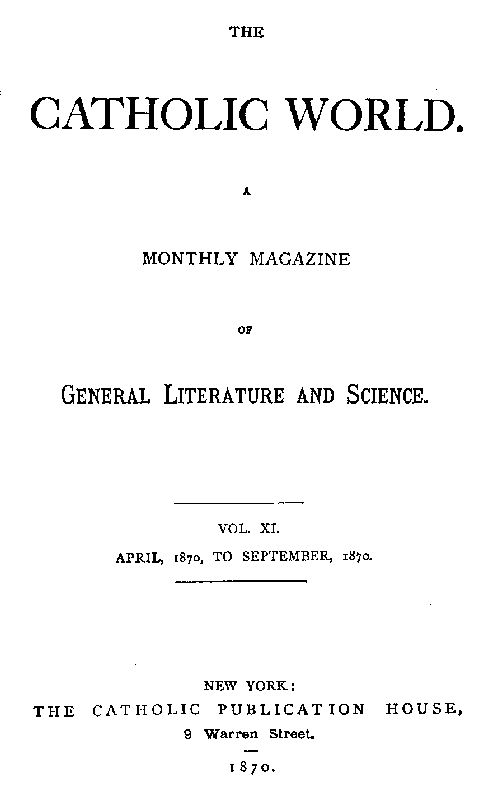 THE
CATHOLIC WORLD.
A
MONTHLY MAGAZINE
OF
GENERAL LITERATURE AND SCIENCE.
VOL. XI.
APRIL, 1870, TO SEPTEMBER, 1870.
NEW YORK:
THE CATHOLIC PUBLICATION HOUSE,
9 Warren Street.
1870.